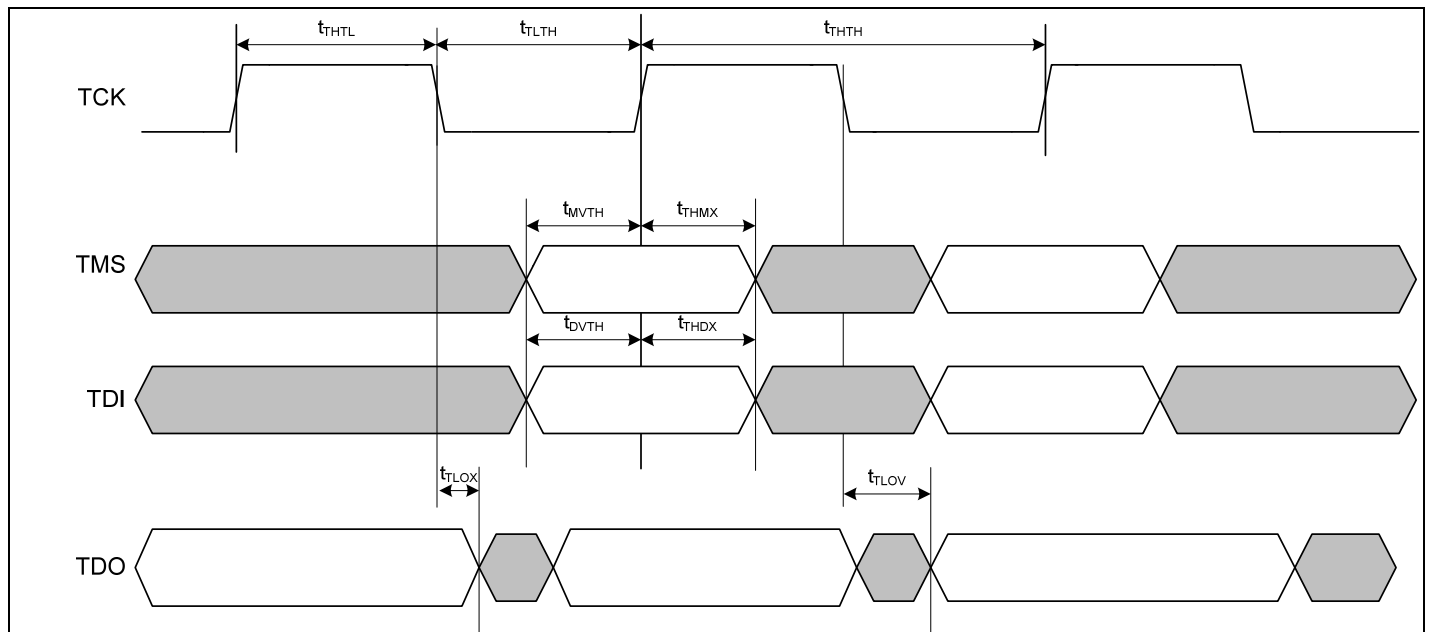 tTHTL tTLTH tTHTH
TCK
tMVTH tTHMX
TMS
tDVTH tTHDX
TDI
tTLOX tTLOV
TDO